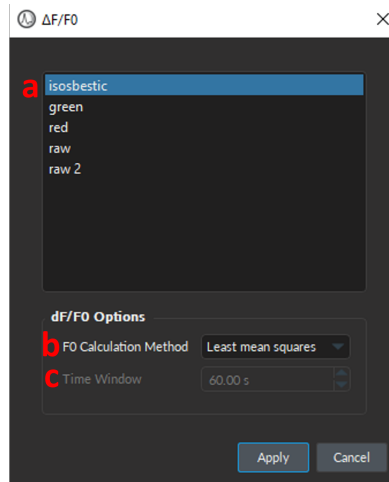 ΔF/F0
a isosbestic
green
red
raw
raw 2
dF/F0 Options
b F0 Calculation Method Least mean squares
c Time Window 60.00 s
Apply Cancel